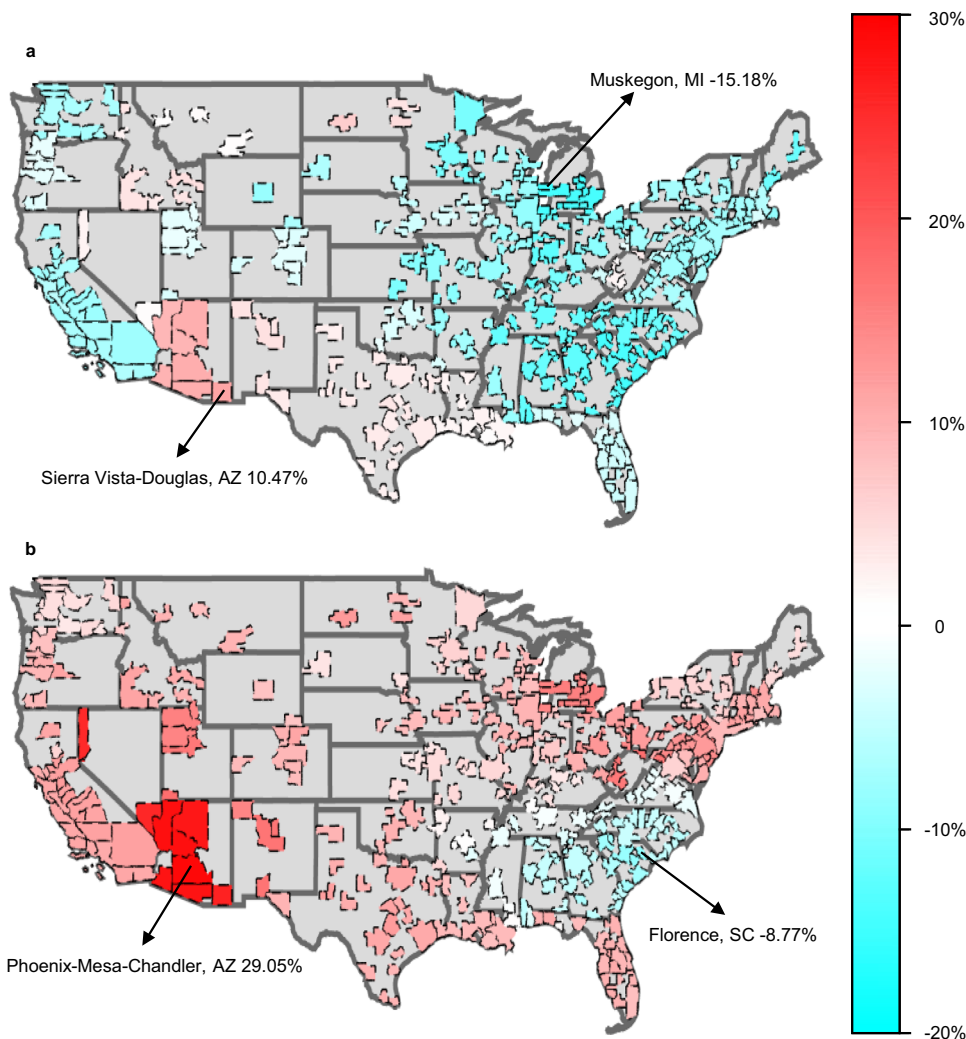 a
Muskegon, MI -15.18%
Sierra Vista-Douglas, AZ 10.47%
b
Florence, SC -8.77%
Phoenix-Mesa-Chandler, AZ 29.05%
30%
20%
10%
0
-10%
-20%